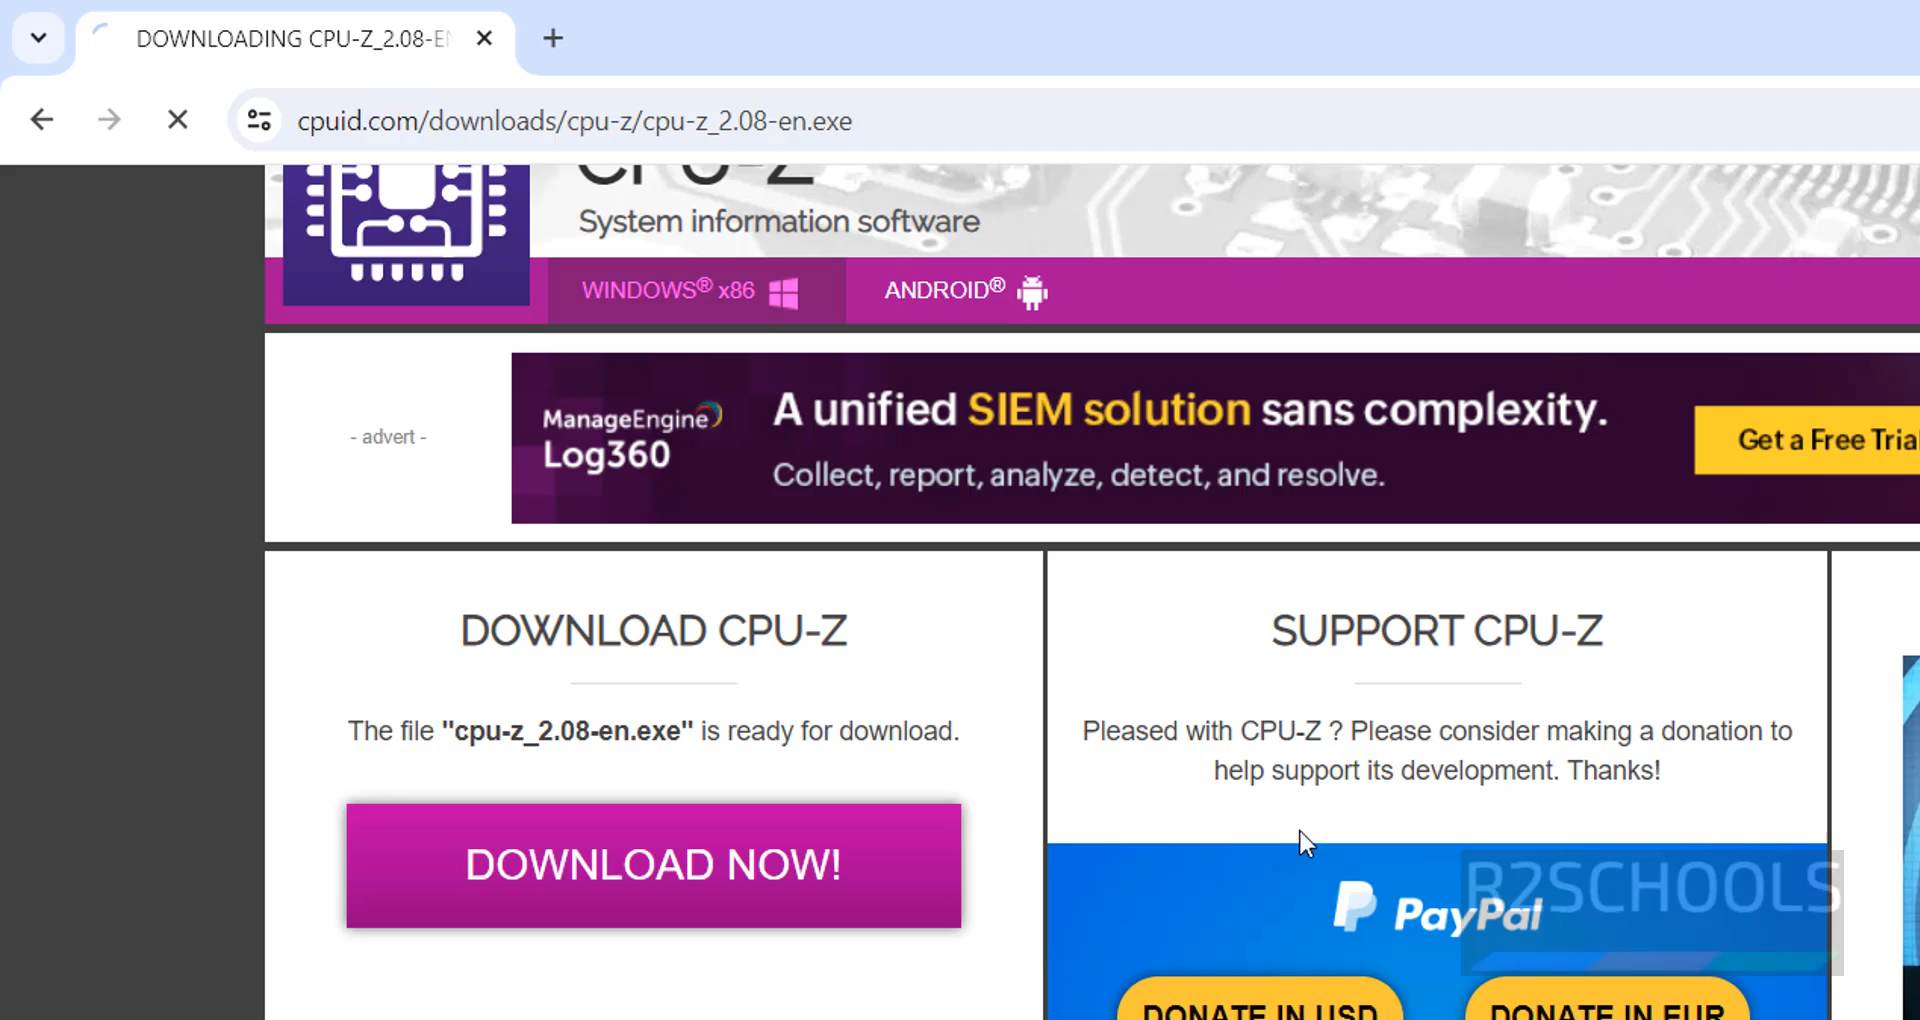 DOWNLOADING CPU-Z_2.08-EN
cpuid.com/downloads/cpu-z/cpu-z_2.08-en.exe
CPU-Z
System information software
WINDOWS® x86
ANDROID®
- advert -
ManageEngine
Log360
A unified SIEM solution sans complexity.
Collect, report, analyze, detect, and resolve.
Get a Free Trial
DOWNLOAD CPU-Z
The file "cpu-z_2.08-en.exe" is ready for download.
DOWNLOAD NOW!
SUPPORT CPU-Z
Pleased with CPU-Z ? Please consider making a donation to
help support its development. Thanks!
PayPal
R2SCHOOLS
DONATE IN USD
DONATE IN EUR